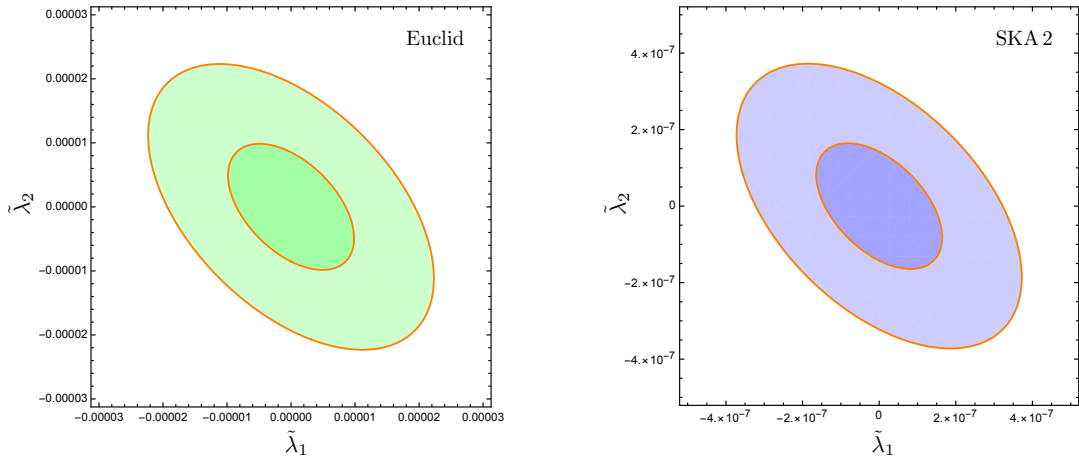 Euclid
0.00003
0.00002
0.00001
0.00000
-0.00001
-0.00002
-0.00003
λ̃₂
-0.00003 -0.00002 -0.00001 0.00000 0.00001 0.00002 0.00003
λ̃₁
SKA 2
4.×10⁻⁷
2.×10⁻⁷
0
-2.×10⁻⁷
-4.×10⁻⁷
λ̃₂
-4.×10⁻⁷ -2.×10⁻⁷ 0 2.×10⁻⁷ 4.×10⁻⁷
λ̃₁